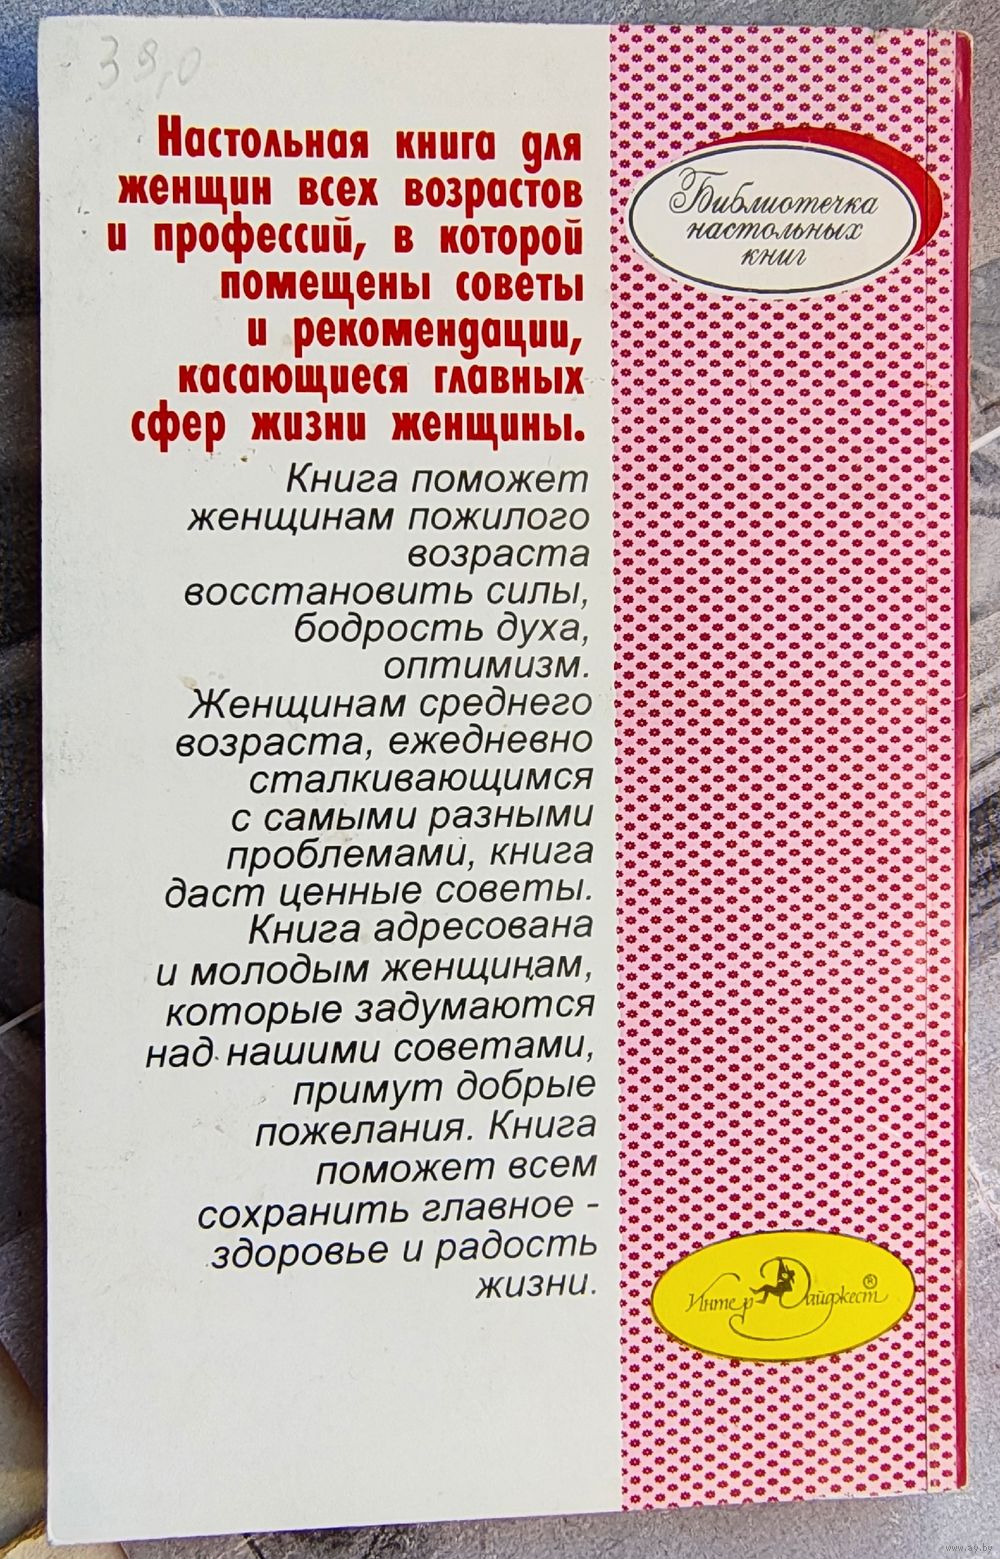 39,0
Настольная книга для
женщин всех возрастов
и профессий, в которой
помещены советы
и рекомендации,
касающиеся главных
сфер жизни женщины.
Книга поможет
женщинам пожилого
возраста
восстановить силы,
бодрость духа,
оптимизм.
Женщинам среднего
возраста, ежедневно
сталкивающимся
с самыми разными
проблемами, книга
даст ценные советы.
Книга адресована
и молодым женщинам,
которые задумаются
над нашими советами,
примут добрые
пожелания. Книга
поможет всем
сохранить главное -
здоровье и радость
жизни.
Библиотечка
настольных
книг
Интер Дайджест ®
www.ay.by